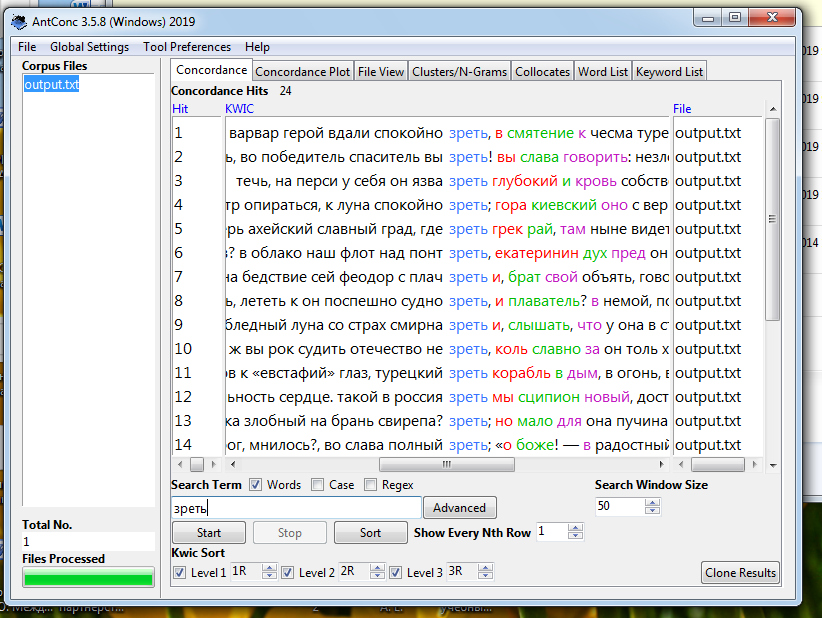 AntConc 3.5.8 (Windows) 2019
File Global Settings Tool Preferences Help
Corpus Files
output.txt
Concordance Concordance Plot File View Clusters/N-Grams Collocates Word List Keyword List
Concordance Hits 24
Hit KWIC File
1 варвар герой вдали спокойно зреть, в смятение к чесма туре output.txt
2 ь, во победитель спаситель вы зреть! вы слава говорить: незл output.txt
3 течь, на перси у себя он язва зреть глубокий и кровь собств output.txt
4 тр опираться, к луна спокойно зреть; гора киевский оно с вер output.txt
5 рь ахейский славный град, где зреть грек рай, там ныне видет output.txt
6 в? в облако наш флот над понт зреть, екатеринин дух пред он output.txt
7 на бедствие сей феодор с плач зреть и, брат свой объять, гово output.txt
8 ь, лететь к он поспешно судно зреть, и плаватель? в немой, по output.txt
9 бледный луна со страх смирна зреть и, слышать, что у она в ст output.txt
10 ж вы рок судить отечество не зреть, коль славно за он толь х output.txt
11 ов к «евстафий» глаз, турецкий зреть корабль в дым, в огонь, в output.txt
12 льность сердце. такой в россия зреть мы сципион новый, дост output.txt
13 ка злобный на брань свирепа? зреть; но мало для она пучина output.txt
14 рог, мнилось?, во слава полный зреть; «о боже! — в радостный output.txt
Search Term Words Case Regex Search Window Size
зреть Advanced 50
Start Stop Sort Show Every Nth Row 1
Total No.
1
Files Processed
Kwic Sort
Level 1 1R Level 2 2R Level 3 3R Clone Results
2019
2019
2019
2014